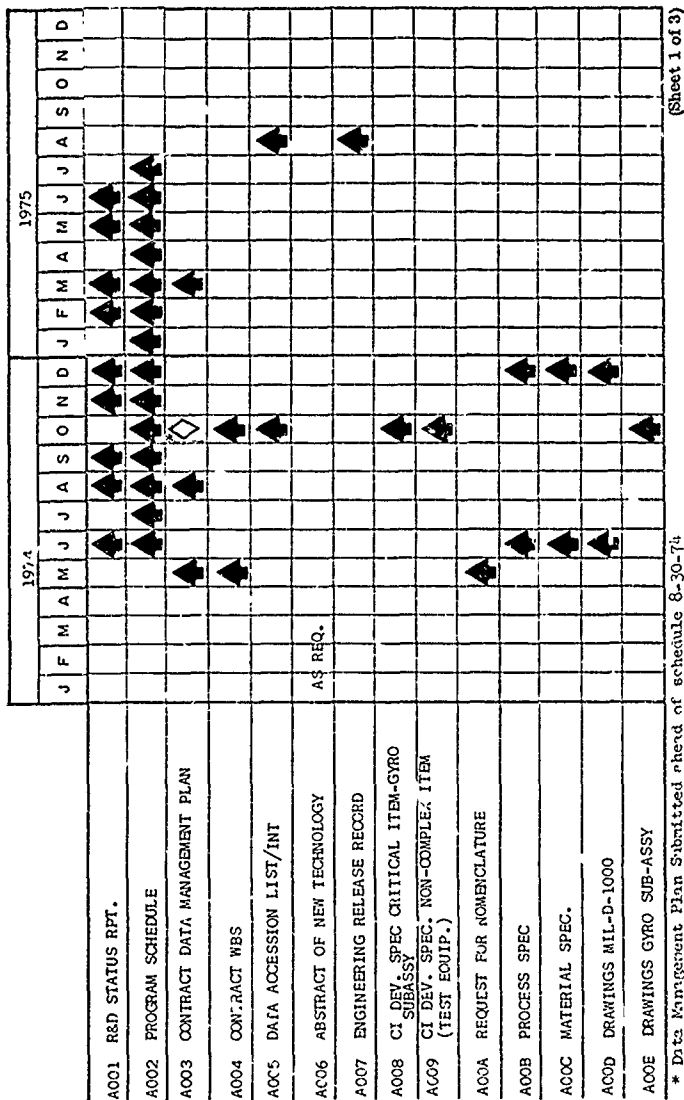 1974 1975
J F M A M J J A S O N D J F M A M J J A S O N D
A001 R&D STATUS RPT.
A002 PROGRAM SCHEDULE
A003 CONTRACT DATA MANAGEMENT PLAN
A004 CONTRACT WBS
A005 DATA ACCESSION LIST/INT
A006 ABSTRACT OF NEW TECHNOLOGY AS REQ.
A007 ENGINEERING RELEASE RECORD
A008 CI DEV. SPEC CRITICAL ITEM-GYRO
SUBASSY
A009 CI DEV. SPEC. NON-COMPLEX ITEM
(TEST EQUIP.)
A00A REQUEST FOR NOMENCLATURE
A00B PROCESS SPEC
A00C MATERIAL SPEC.
A00D DRAWINGS MIL-D-1000
A00E DRAWINGS GYRO SUB-ASSY
* Data Management Plan Submitted ahead of schedule 8-30-74
(Sheet 1 of 3)